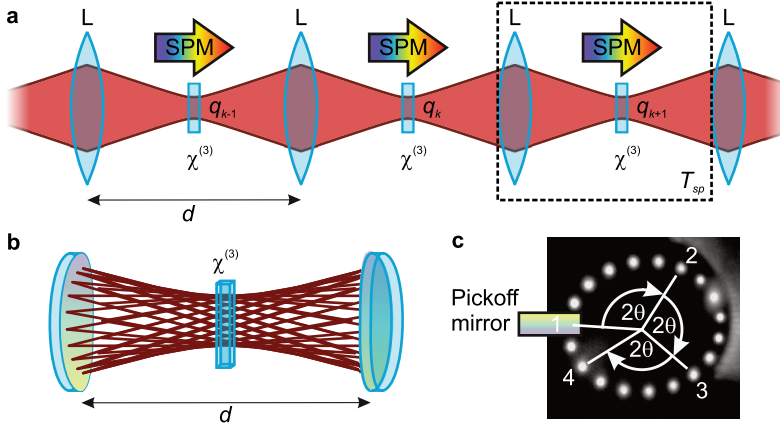 a
L L L L
SPM SPM SPM
q_{k-1} q_k q_{k+1}
χ^{(3)} χ^{(3)} χ^{(3)}
T_{sp}
d
b
χ^{(3)}
d
c
2
Pickoff
mirror
1
2θ
2θ
2θ
4
3